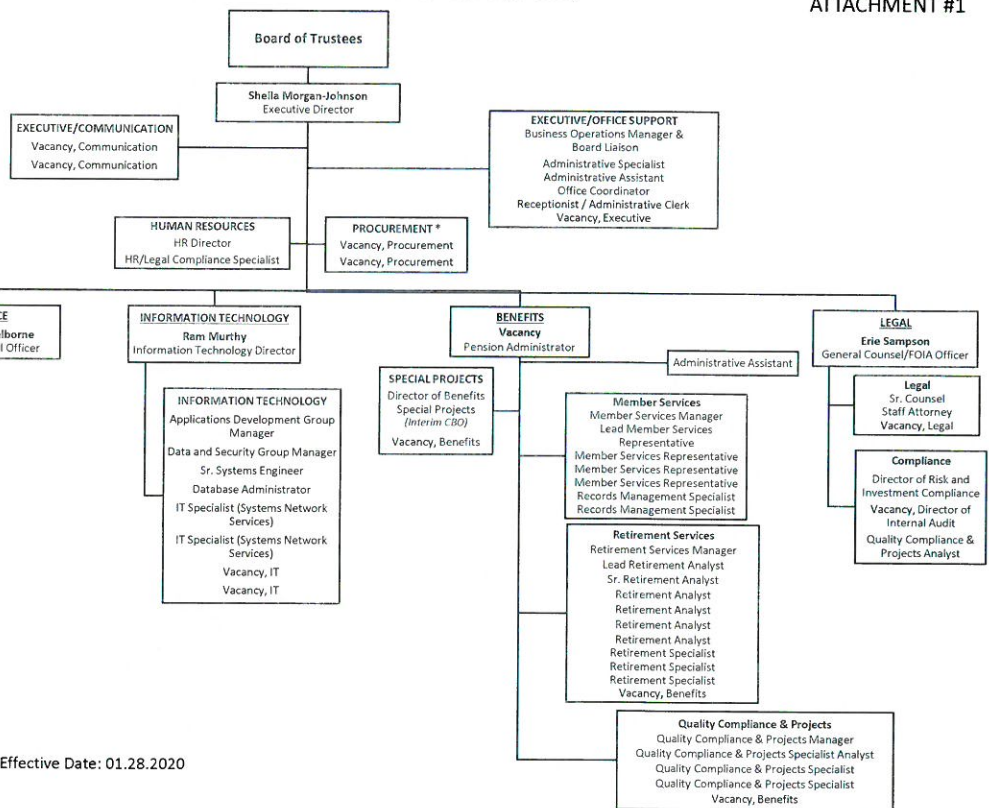 ATTACHMENT #1
Board of Trustees
Sheila Morgan-Johnson
Executive Director
EXECUTIVE/COMMUNICATION
Vacancy, Communication
Vacancy, Communication
EXECUTIVE/OFFICE SUPPORT
Business Operations Manager &
Board Liaison
Administrative Specialist
Administrative Assistant
Office Coordinator
Receptionist / Administrative Clerk
Vacancy, Executive
HUMAN RESOURCES
HR Director
HR/Legal Compliance Specialist
PROCUREMENT *
Vacancy, Procurement
Vacancy, Procurement
CE
lborne
l Officer
INFORMATION TECHNOLOGY
Ram Murthy
Information Technology Director
INFORMATION TECHNOLOGY
Applications Development Group
Manager
Data and Security Group Manager
Sr. Systems Engineer
Database Administrator
IT Specialist (Systems Network
Services)
IT Specialist (Systems Network
Services)
Vacancy, IT
Vacancy, IT
BENEFITS
Vacancy
Pension Administrator
Administrative Assistant
SPECIAL PROJECTS
Director of Benefits
Special Projects
(Interim CBO)
Vacancy, Benefits
Member Services
Member Services Manager
Lead Member Services
Representative
Member Services Representative
Member Services Representative
Member Services Representative
Records Management Specialist
Records Management Specialist
Retirement Services
Retirement Services Manager
Lead Retirement Analyst
Sr. Retirement Analyst
Retirement Analyst
Retirement Analyst
Retirement Analyst
Retirement Analyst
Retirement Specialist
Retirement Specialist
Retirement Specialist
Vacancy, Benefits
Quality Compliance & Projects
Quality Compliance & Projects Manager
Quality Compliance & Projects Specialist Analyst
Quality Compliance & Projects Specialist
Quality Compliance & Projects Specialist
Vacancy, Benefits
LEGAL
Erie Sampson
General Counsel/FOIA Officer
Legal
Sr. Counsel
Staff Attorney
Vacancy, Legal
Compliance
Director of Risk and
Investment Compliance
Vacancy, Director of
Internal Audit
Quality Compliance &
Projects Analyst
Effective Date: 01.28.2020